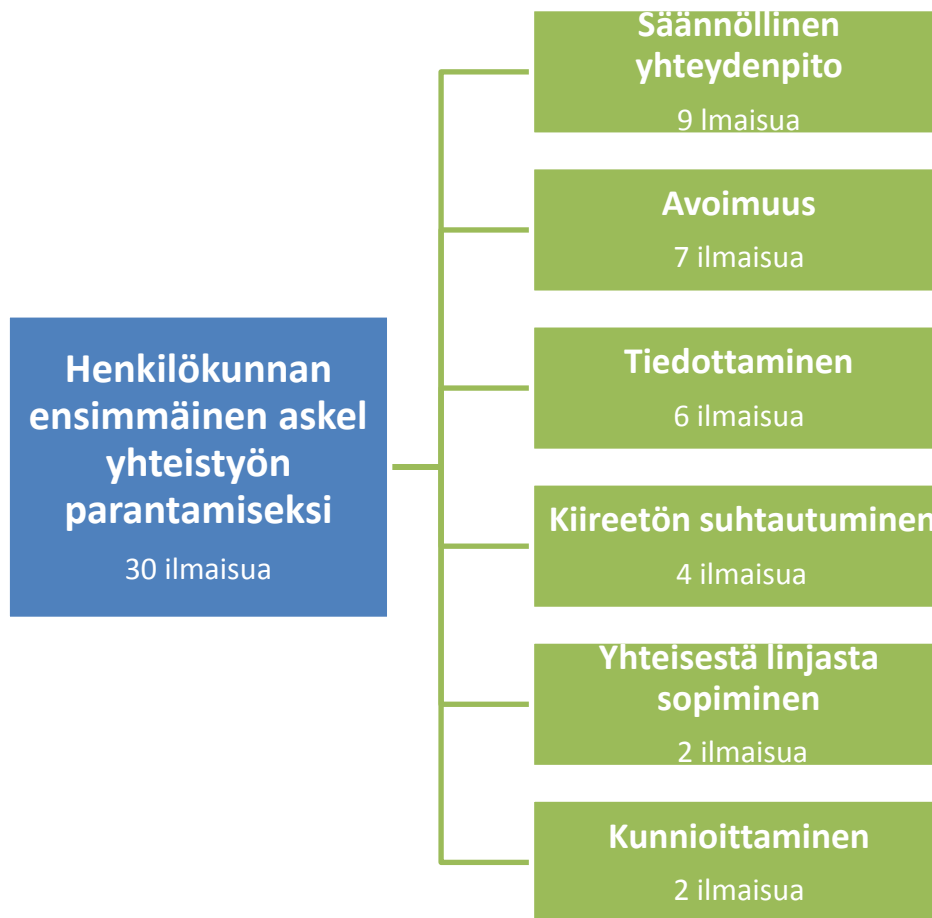 Henkilökunnan
ensimmäinen askel
yhteistyön
parantamiseksi
30 ilmaisua
Säännöllinen
yhteydenpito
9 lmaisua
Avoimuus
7 ilmaisua
Tiedottaminen
6 ilmaisua
Kiireetön suhtautuminen
4 ilmaisua
Yhteisestä linjasta
sopiminen
2 ilmaisua
Kunnioittaminen
2 ilmaisua